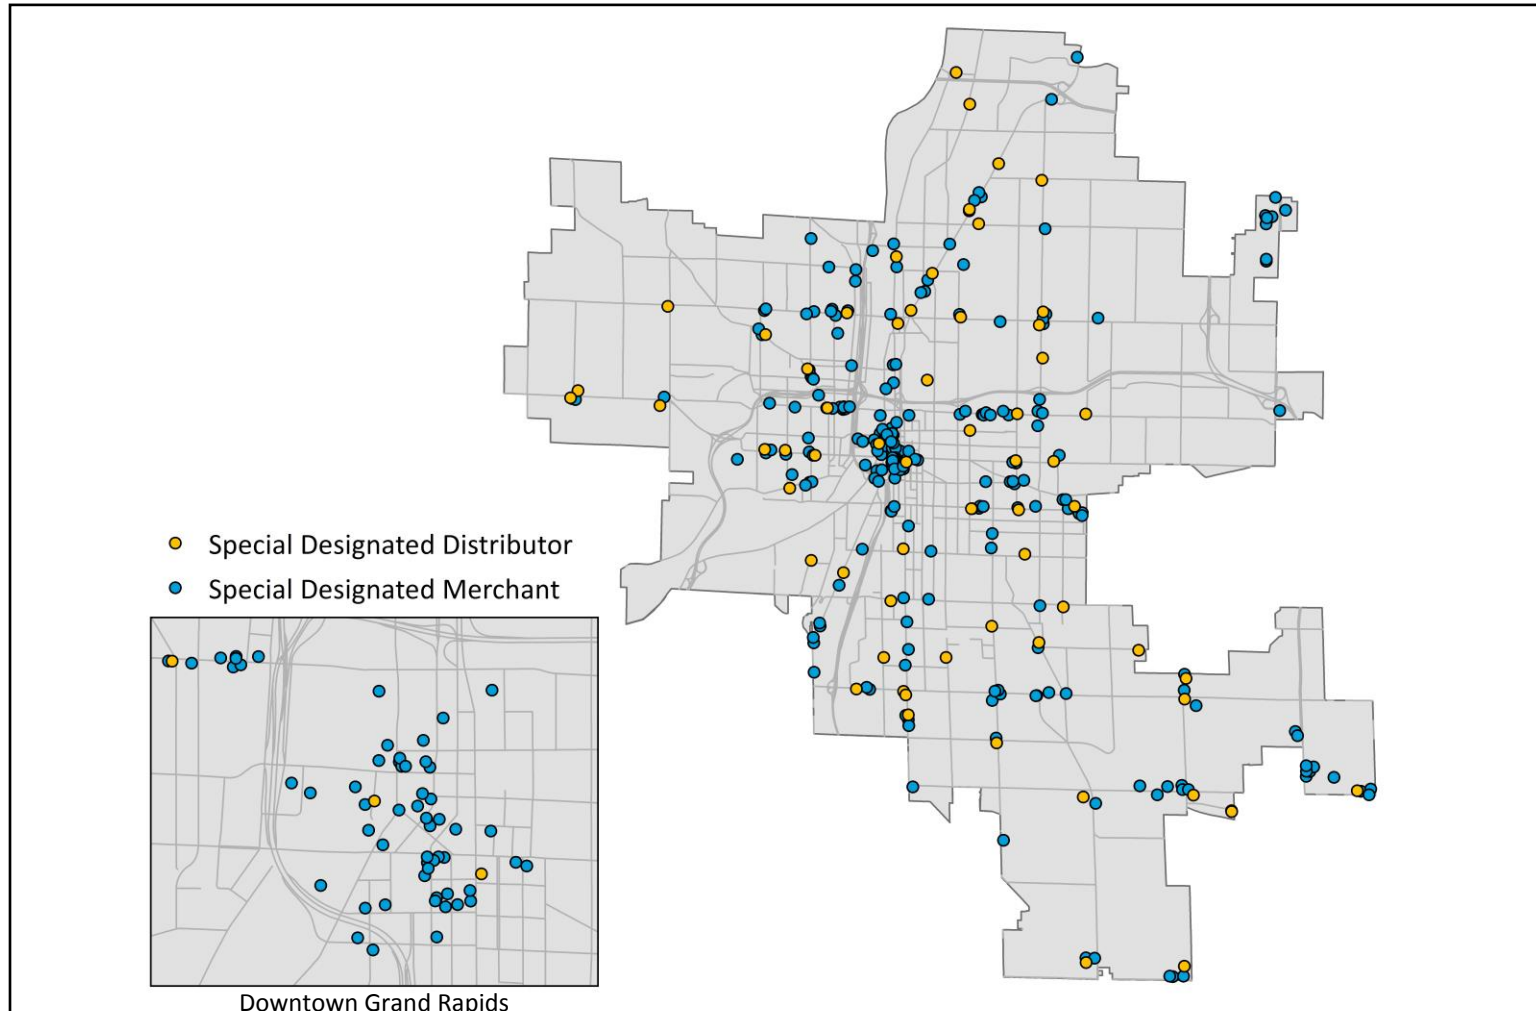 Special Designated Distributor
Special Designated Merchant
Downtown Grand Rapids